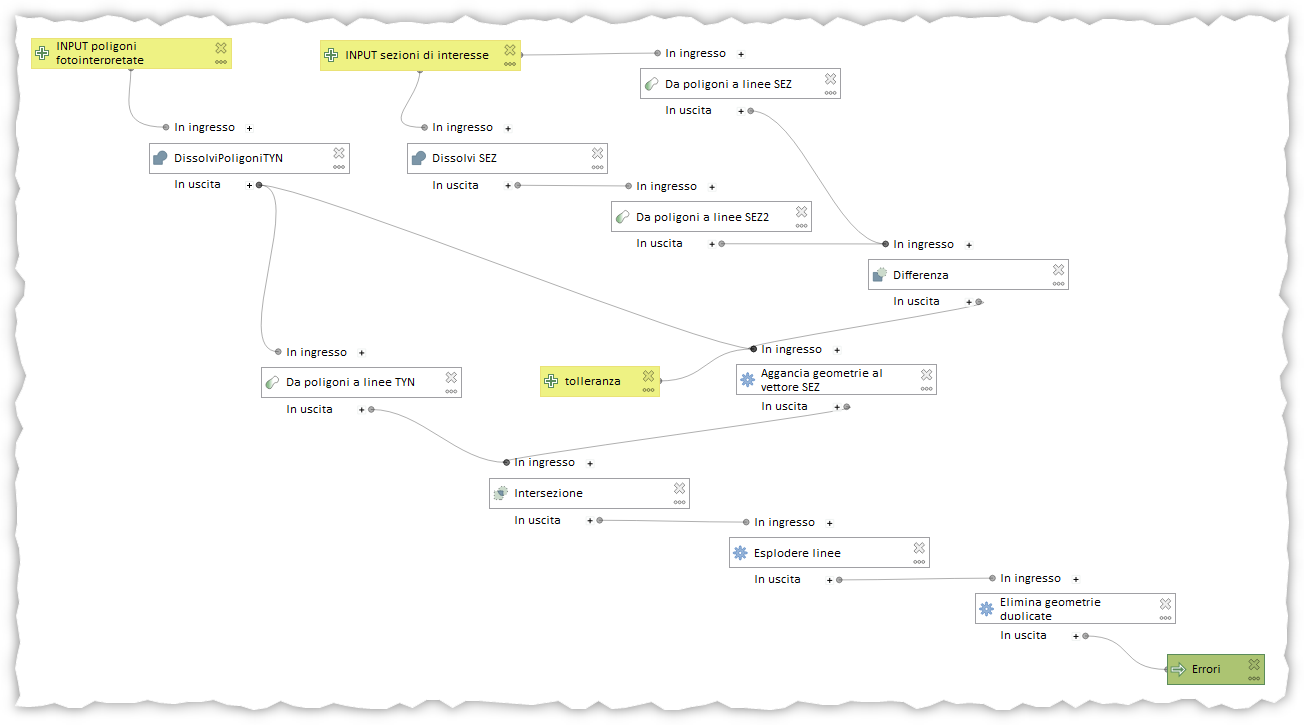 INPUT poligoni
fotointerpretate
INPUT sezioni di interesse
In ingresso +
Da poligoni a linee SEZ
In uscita +
In ingresso +
DissolviPoligoniTYN
In uscita +
In ingresso +
Dissolvi SEZ
In uscita +
In ingresso +
Da poligoni a linee SEZ2
In uscita +
In ingresso +
Differenza
In uscita +
In ingresso +
Da poligoni a linee TYN
In uscita +
tolleranza
In ingresso +
Aggancia geometrie al
vettore SEZ
In uscita +
In ingresso +
Intersezione
In uscita +
In ingresso +
Esplodere linee
In uscita +
In ingresso +
Elimina geometrie
duplicate
In uscita +
Errori